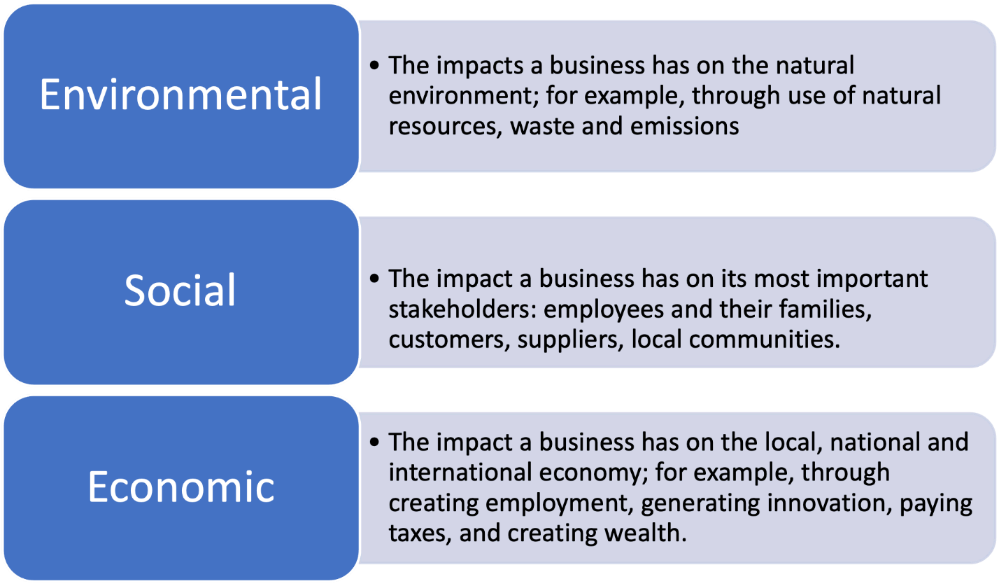 Environmental
• The impacts a business has on the natural
environment; for example, through use of natural
resources, waste and emissions
Social
• The impact a business has on its most important
stakeholders: employees and their families,
customers, suppliers, local communities.
Economic
• The impact a business has on the local, national and
international economy; for example, through
creating employment, generating innovation, paying
taxes, and creating wealth.